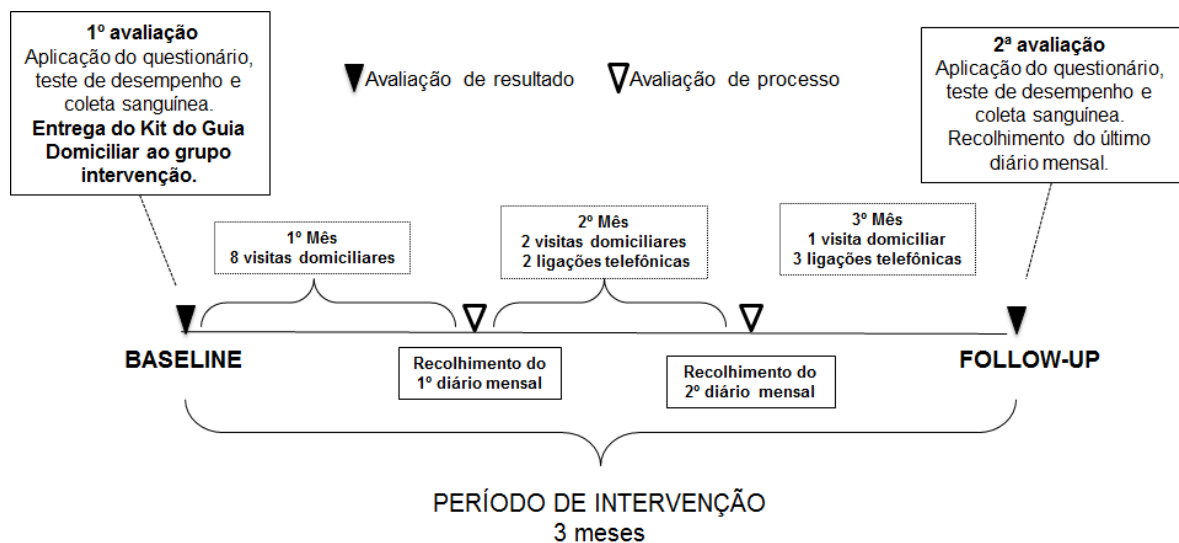 1º avaliação
Aplicação do questionário,
teste de desempenho e
coleta sanguínea.
Entrega do Kit do Guia
Domiciliar ao grupo
intervenção.
Avaliação de resultado
Avaliação de processo
2ª avaliação
Aplicação do questionário,
teste de desempenho e
coleta sanguínea.
Recolhimento do último
diário mensal.
1º Mês
8 visitas domiciliares
2º Mês
2 visitas domiciliares
2 ligações telefônicas
3º Mês
1 visita domiciliar
3 ligações telefônicas
BASELINE
Recolhimento do
1º diário mensal
Recolhimento do
2º diário mensal
FOLLOW-UP
PERÍODO DE INTERVENÇÃO
3 meses